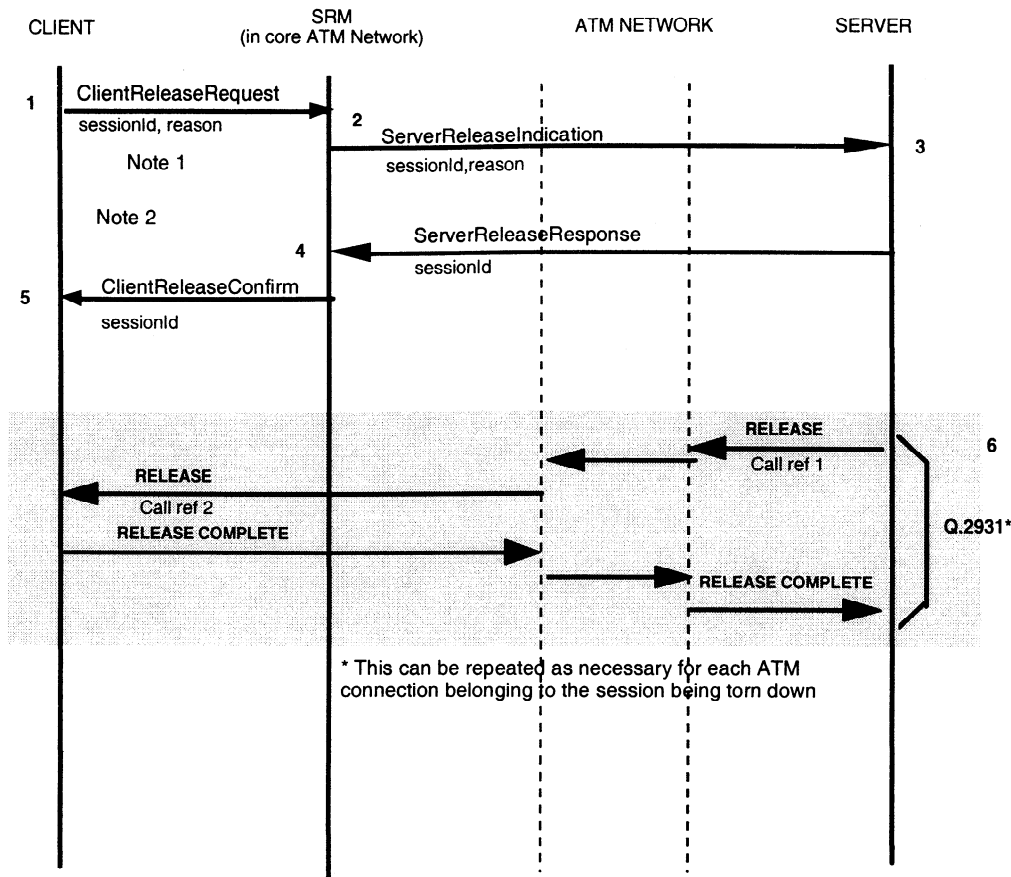 CLIENT
SRM
(in core ATM Network)
ATM NETWORK
SERVER
1
ClientReleaseRequest
sessionId, reason
2
ServerReleaseIndication
sessionId,reason
3
Note 1
Note 2
4
ServerReleaseResponse
sessionId
5
ClientReleaseConfirm
sessionId
RELEASE
Call ref 1
6
RELEASE
Call ref 2
RELEASE COMPLETE
Q.2931*
RELEASE COMPLETE
* This can be repeated as necessary for each ATM
connection belonging to the session being torn down